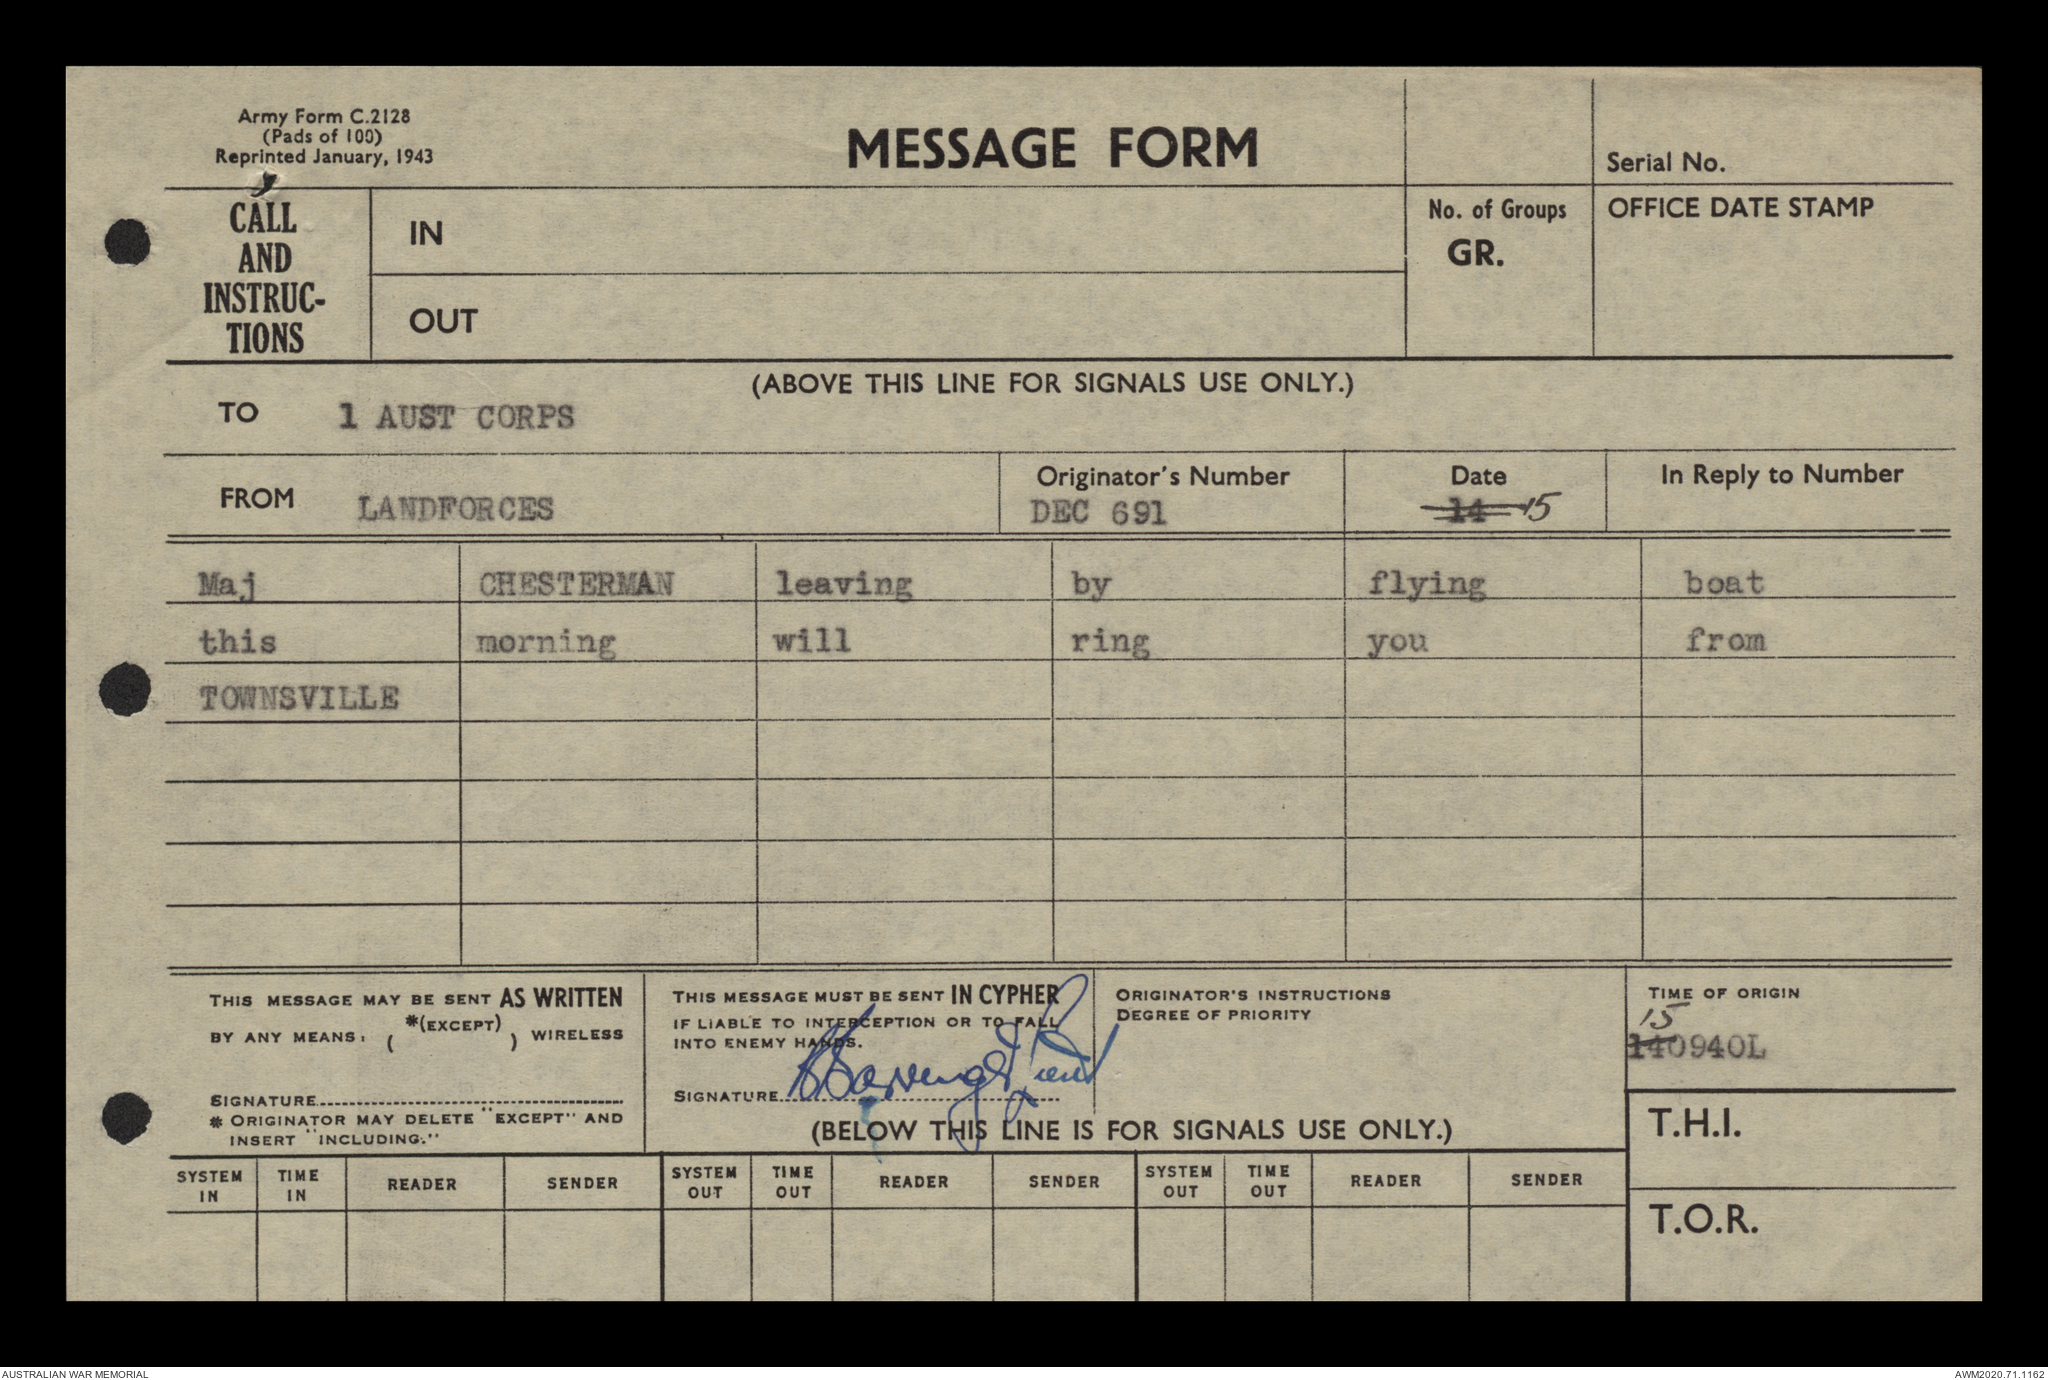 Army Form C.2128
(Pads of 100)
Reprinted January, 1943
MESSAGE FORM
Serial No.
CALL AND INSTRUC-TIONS
IN
OUT
No. of Groups
GR.
OFFICE DATE STAMP
(ABOVE THIS LINE FOR SIGNALS USE ONLY.)
TO 1 AUST CORPS
FROM LANDFORCES
Originator's Number
DEC 691
Date
14 15
In Reply to Number
Maj CHESTERMAN leaving by flying boat
this morning will ring you from
TOWNSVILLE
THIS MESSAGE MAY BE SENT AS WRITTEN
BY ANY MEANS: ( *(EXCEPT) ) WIRELESS
SIGNATURE
* ORIGINATOR MAY DELETE "EXCEPT" AND
INSERT "INCLUDING."
THIS MESSAGE MUST BE SENT IN CYPHER
IF LIABLE TO INTERCEPTION OR TO FALL
INTO ENEMY HANDS.
SIGNATURE
ORIGINATOR'S INSTRUCTIONS
DEGREE OF PRIORITY
TIME OF ORIGIN
15
140940L
(BELOW THIS LINE IS FOR SIGNALS USE ONLY.)
T.H.I.
T.O.R.
SYSTEM IN TIME IN READER SENDER SYSTEM OUT TIME OUT READER SENDER SYSTEM OUT TIME OUT READER SENDER
AUSTRALIAN WAR MEMORIAL
AWM2020.71.1162